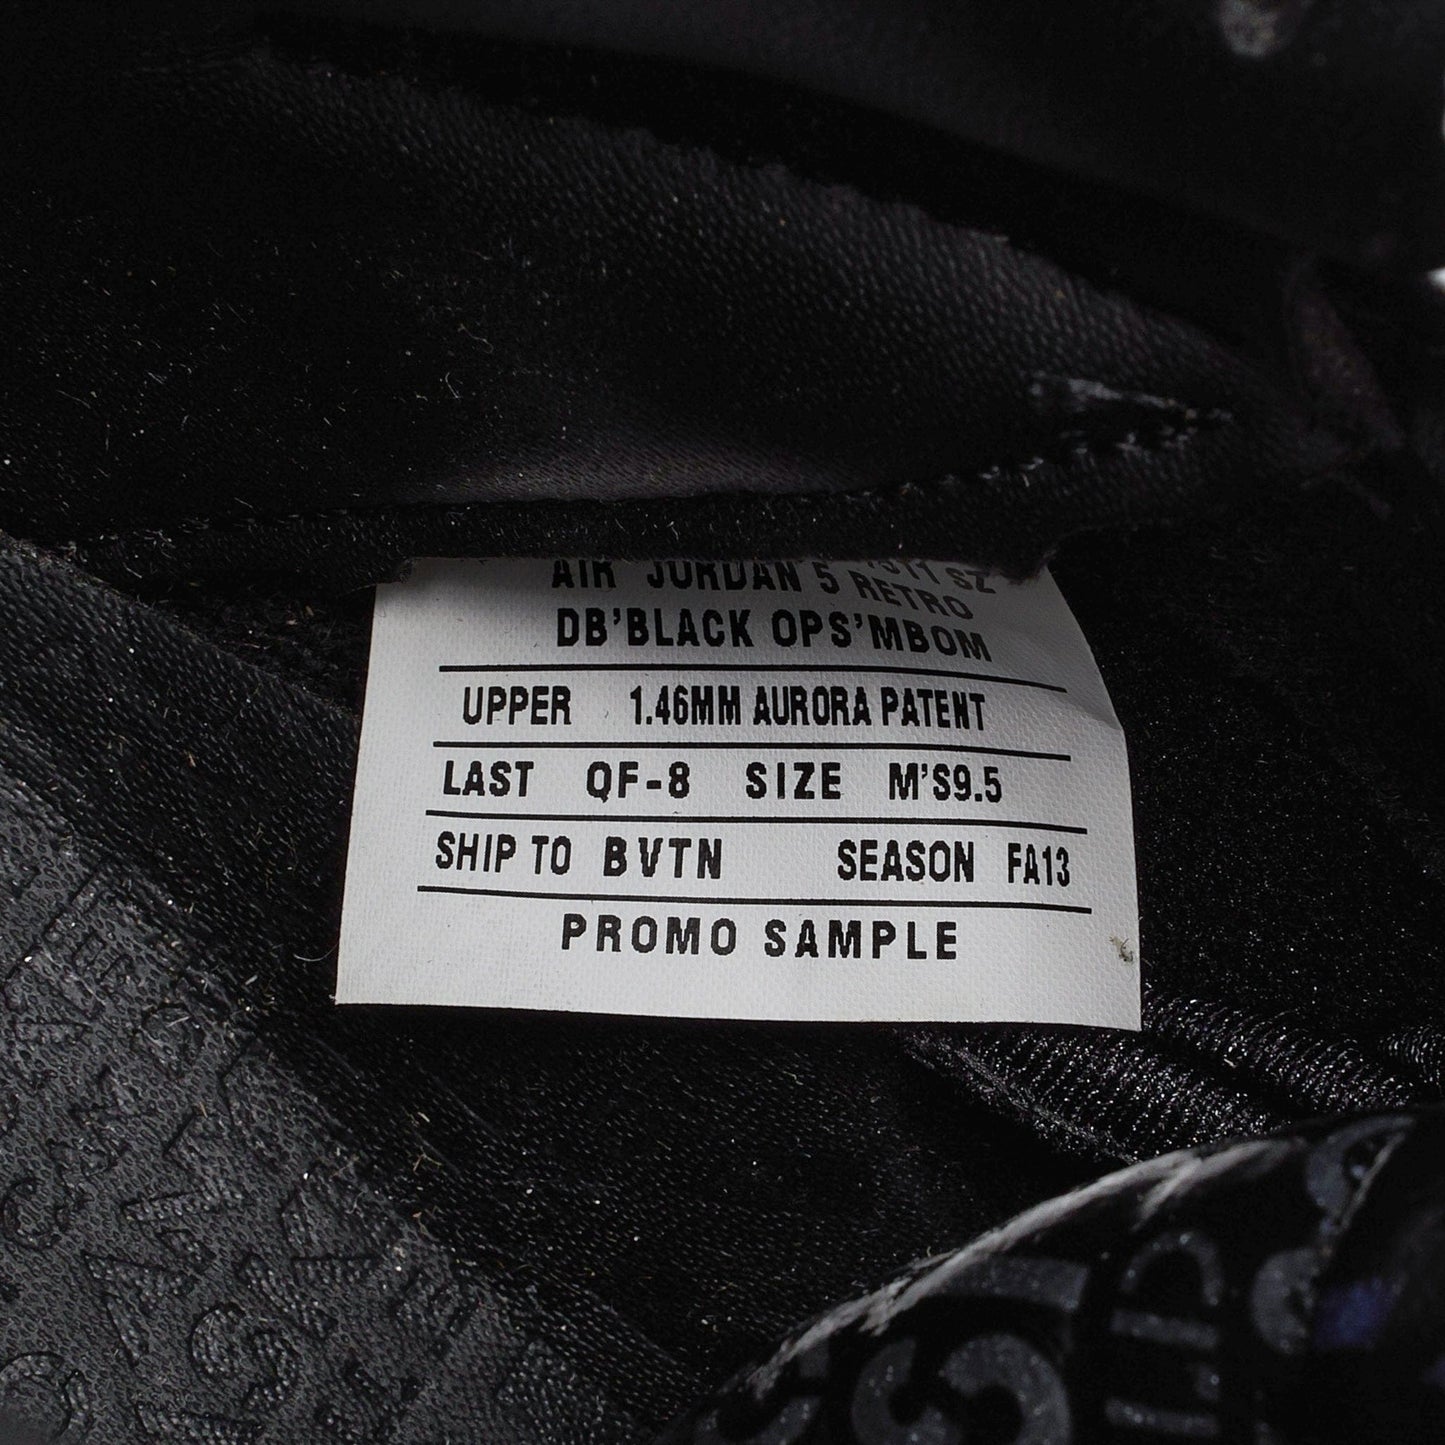 AIR JORDAN 5 RETRO
DB'BLACK OPS'MBOM
UPPER 1.46MM AURORA PATENT
LAST QF-8 SIZE M'S9.5
SHIP TO BVTN SEASON FA13
PROMO SAMPLE